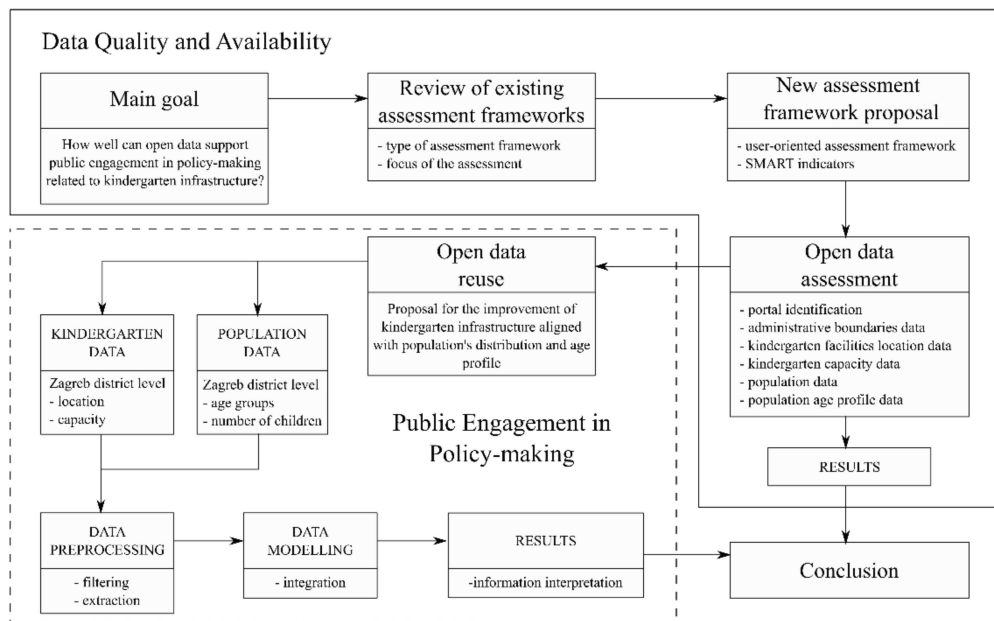 Data Quality and Availability
Main goal
How well can open data support
public engagement in policy-making
related to kindergarten infrastructure?
Review of existing
assessment frameworks
- type of assessment framework
- focus of the assessment
New assessment
framework proposal
- user-oriented assessment framework
- SMART indicators
Open data
assessment
- portal identification
- administrative boundaries data
- kindergarten facilities location data
- kindergarten capacity data
- population data
- population age profile data
Open data
reuse
Proposal for the improvement of
kindergarten infrastructure aligned
with population's distribution and age
profile
KINDERGARTEN
DATA
Zagreb district level
- location
- capacity
POPULATION
DATA
Zagreb district level
- age groups
- number of children
Public Engagement in
Policy-making
RESULTS
DATA
PREPROCESSING
- filtering
- extraction
DATA
MODELLING
- integration
RESULTS
-information interpretation
Conclusion